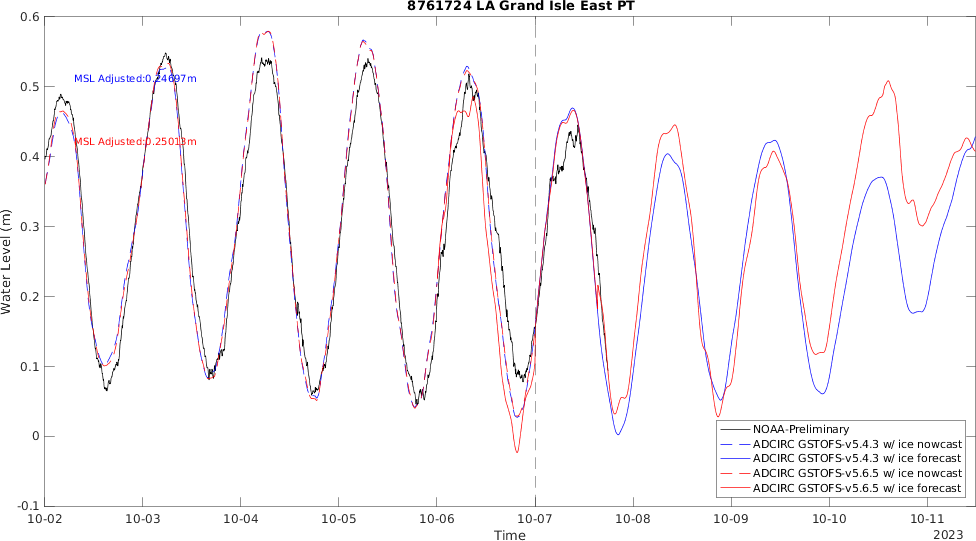 8761724 LA Grand Isle East PT
Water Level (m)
0.6
0.5
0.4
0.3
0.2
0.1
0
-0.1
MSL Adjusted:0.24697m
MSL Adjusted:0.25013m
NOAA-Preliminary
ADCIRC GSTOFS-v5.4.3 w/ ice nowcast
ADCIRC GSTOFS-v5.4.3 w/ ice forecast
ADCIRC GSTOFS-v5.6.5 w/ ice nowcast
ADCIRC GSTOFS-v5.6.5 w/ ice forecast
10-02 10-03 10-04 10-05 10-06 10-07 10-08 10-09 10-10 10-11
Time
2023